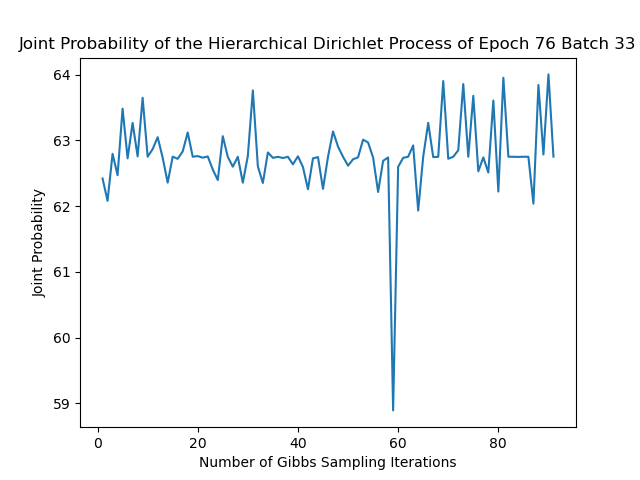 Joint Probability of the Hierarchical Dirichlet Process of Epoch 76 Batch 33
64
63
62
61
60
59
Joint Probability
0 20 40 60 80
Number of Gibbs Sampling Iterations